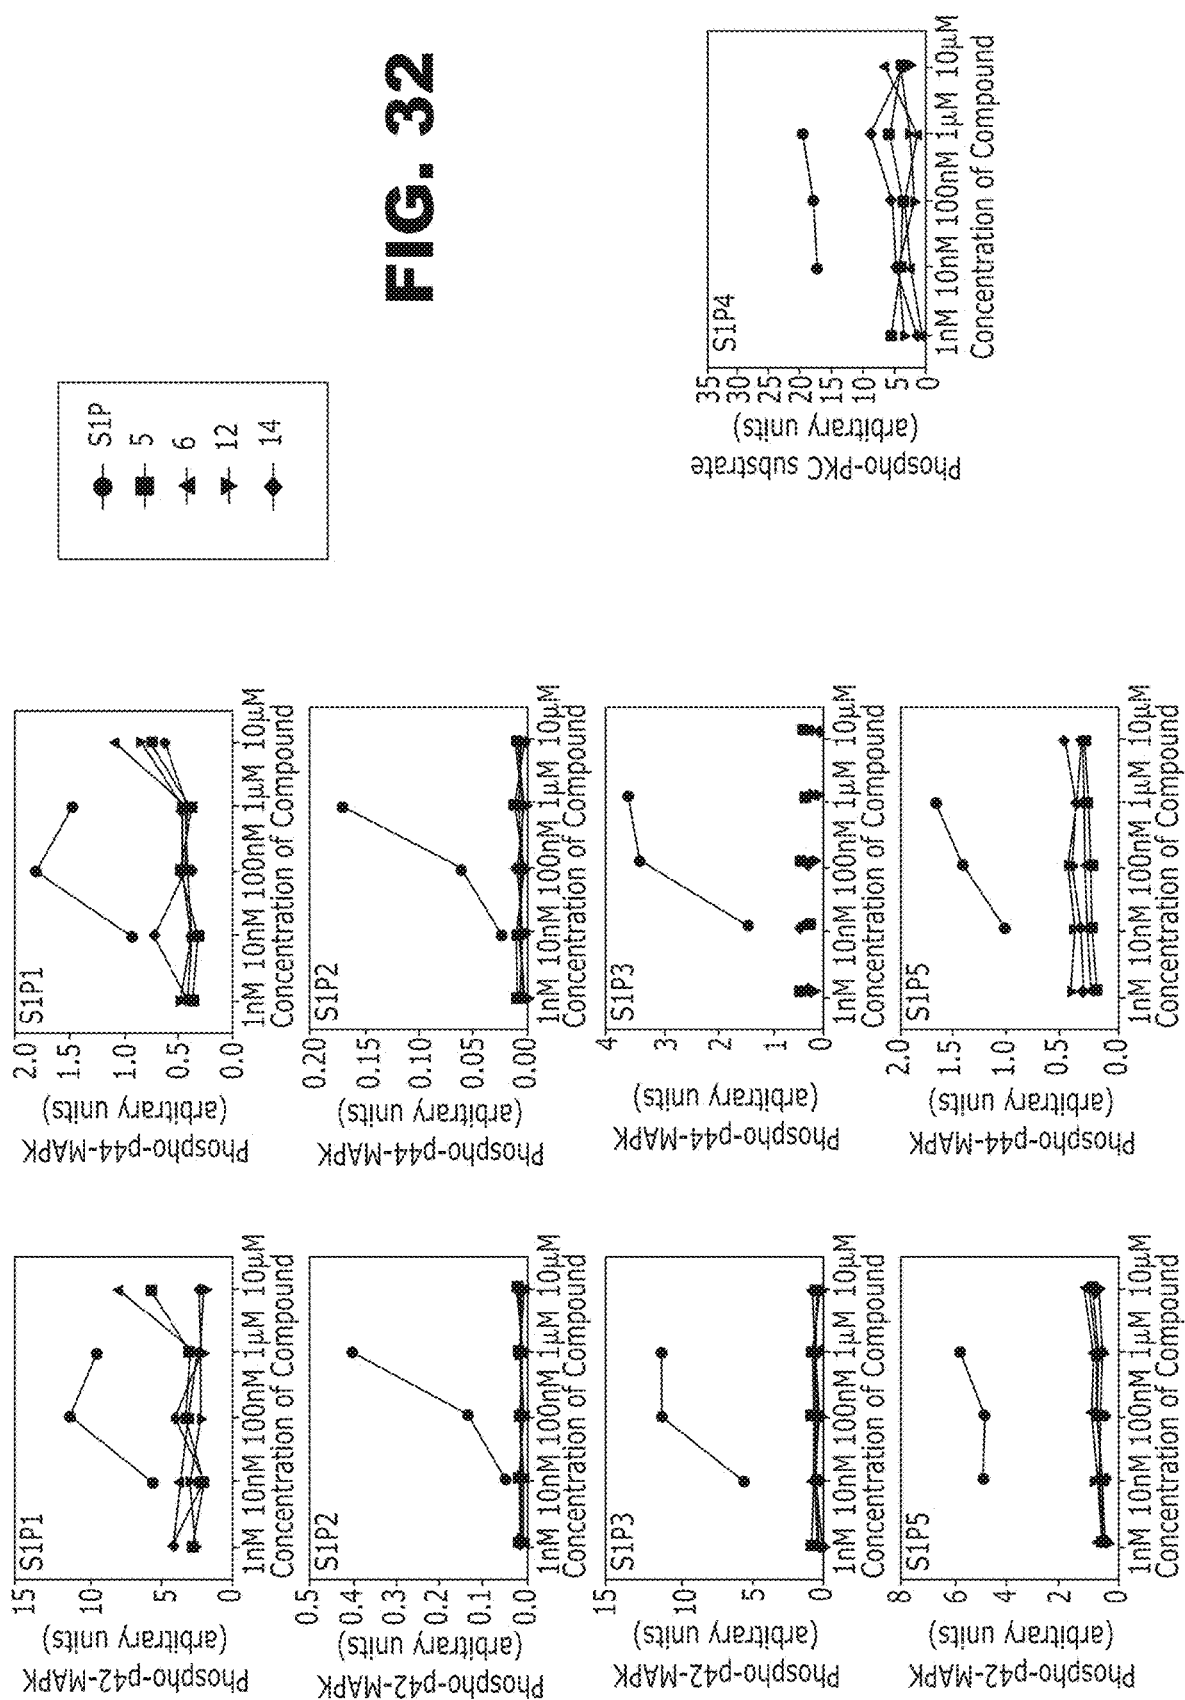 S1P1
15
10
5
0
Phospho-p42-MAPK
(arbitrary units)
1nM 10nM 100nM 1µM 10µM
Concentration of Compound
S1P1
2.0
1.5
1.0
0.5
0.0
Phospho-p44-MAPK
(arbitrary units)
1nM 10nM 100nM 1µM 10µM
Concentration of Compound
S1P
5
6
12
14
S1P2
0.5
0.4
0.3
0.2
0.1
0.0
Phospho-p42-MAPK
(arbitrary units)
1nM 10nM 100nM 1µM 10µM
Concentration of Compound
S1P2
0.20
0.15
0.10
0.05
0.00
Phospho-p44-MAPK
(arbitrary units)
1nM 10nM 100nM 1µM 10µM
Concentration of Compound
FIG. 32
S1P3
15
10
5
0
Phospho-p42-MAPK
(arbitrary units)
1nM 10nM 100nM 1µM 10µM
Concentration of Compound
S1P3
4
3
2
1
0
Phospho-p44-MAPK
(arbitrary units)
1nM 10nM 100nM 1µM 10µM
Concentration of Compound
S1P4
35
30
25
20
15
10
5
0
Phospho-PKC substrate
(arbitrary units)
1nM 10nM 100nM 1µM 10µM
Concentration of Compound
S1P5
8
6
4
2
0
Phospho-p42-MAPK
(arbitrary units)
1nM 10nM 100nM 1µM 10µM
Concentration of Compound
S1P5
2.0
1.5
1.0
0.5
0.0
Phospho-p44-MAPK
(arbitrary units)
1nM 10nM 100nM 1µM 10µM
Concentration of Compound